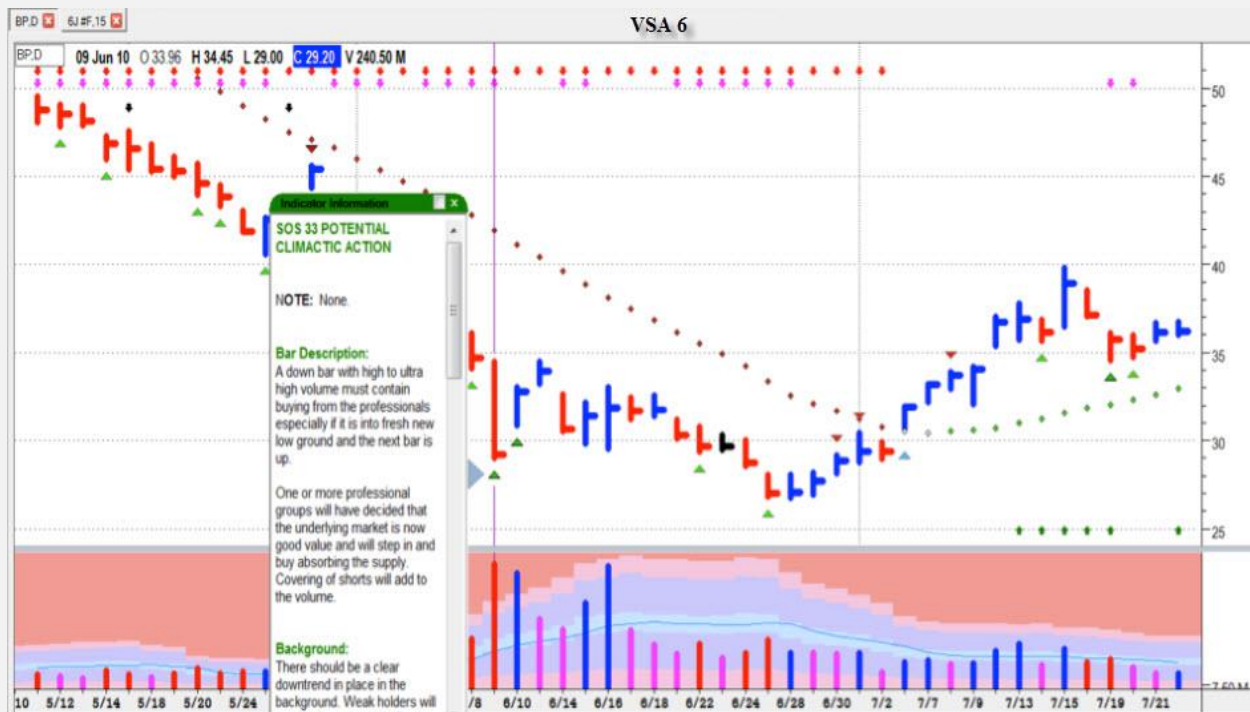 BP,D 6J #F,15
VSA 6
BP,D 09 Jun 10 O 33.96 H 34.45 L 29.00 C 29.20 V 240.50 M
50
45
40
35
30
25
Indicator Information
SOS 33 POTENTIAL
CLIMACTIC ACTION
NOTE: None.
Bar Description:
A down bar with high to ultra
high volume must contain
buying from the professionals
especially if it is into fresh new
low ground and the next bar is
up.
One or more professional
groups will have decided that
the underlying market is now
good value and will step in and
buy absorbing the supply.
Covering of shorts will add to
the volume.
Background:
There should be a clear
downtrend in place in the
background. Weak holders will
7.50 M
10 5/12 5/14 5/18 5/20 5/24 /8 6/10 6/14 6/16 6/18 6/22 6/24 6/28 6/30 7/2 7/7 7/9 7/13 7/15 7/19 7/21